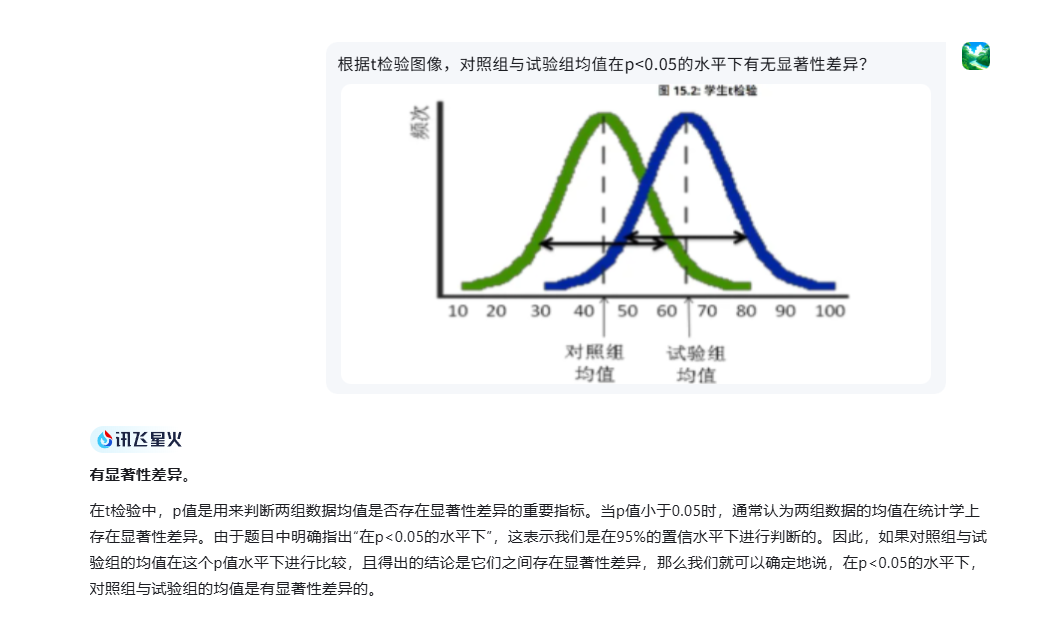 根据t检验图像，对照组与试验组均值在p<0.05的水平下有无显著性差异？
图 15.2: 学生t检验
频次
10 20 30 40 50 60 70 80 90 100
对照组 试验组
均值 均值
讯飞星火
有显著性差异。
在t检验中，p值是用来判断两组数据均值是否存在显著性差异的重要指标。当p值小于0.05时，通常认为两组数据的均值在统计学上
存在显著性差异。由于题目中明确指出“在p<0.05的水平下”，这表示我们是在95%的置信水平下进行判断的。因此，如果对照组与试
验组的均值在这个p值水平下进行比较，且得出的结论是它们之间存在显著性差异，那么我们就可以确定地说，在p<0.05的水平下，
对照组与试验组的均值是有显著性差异的。